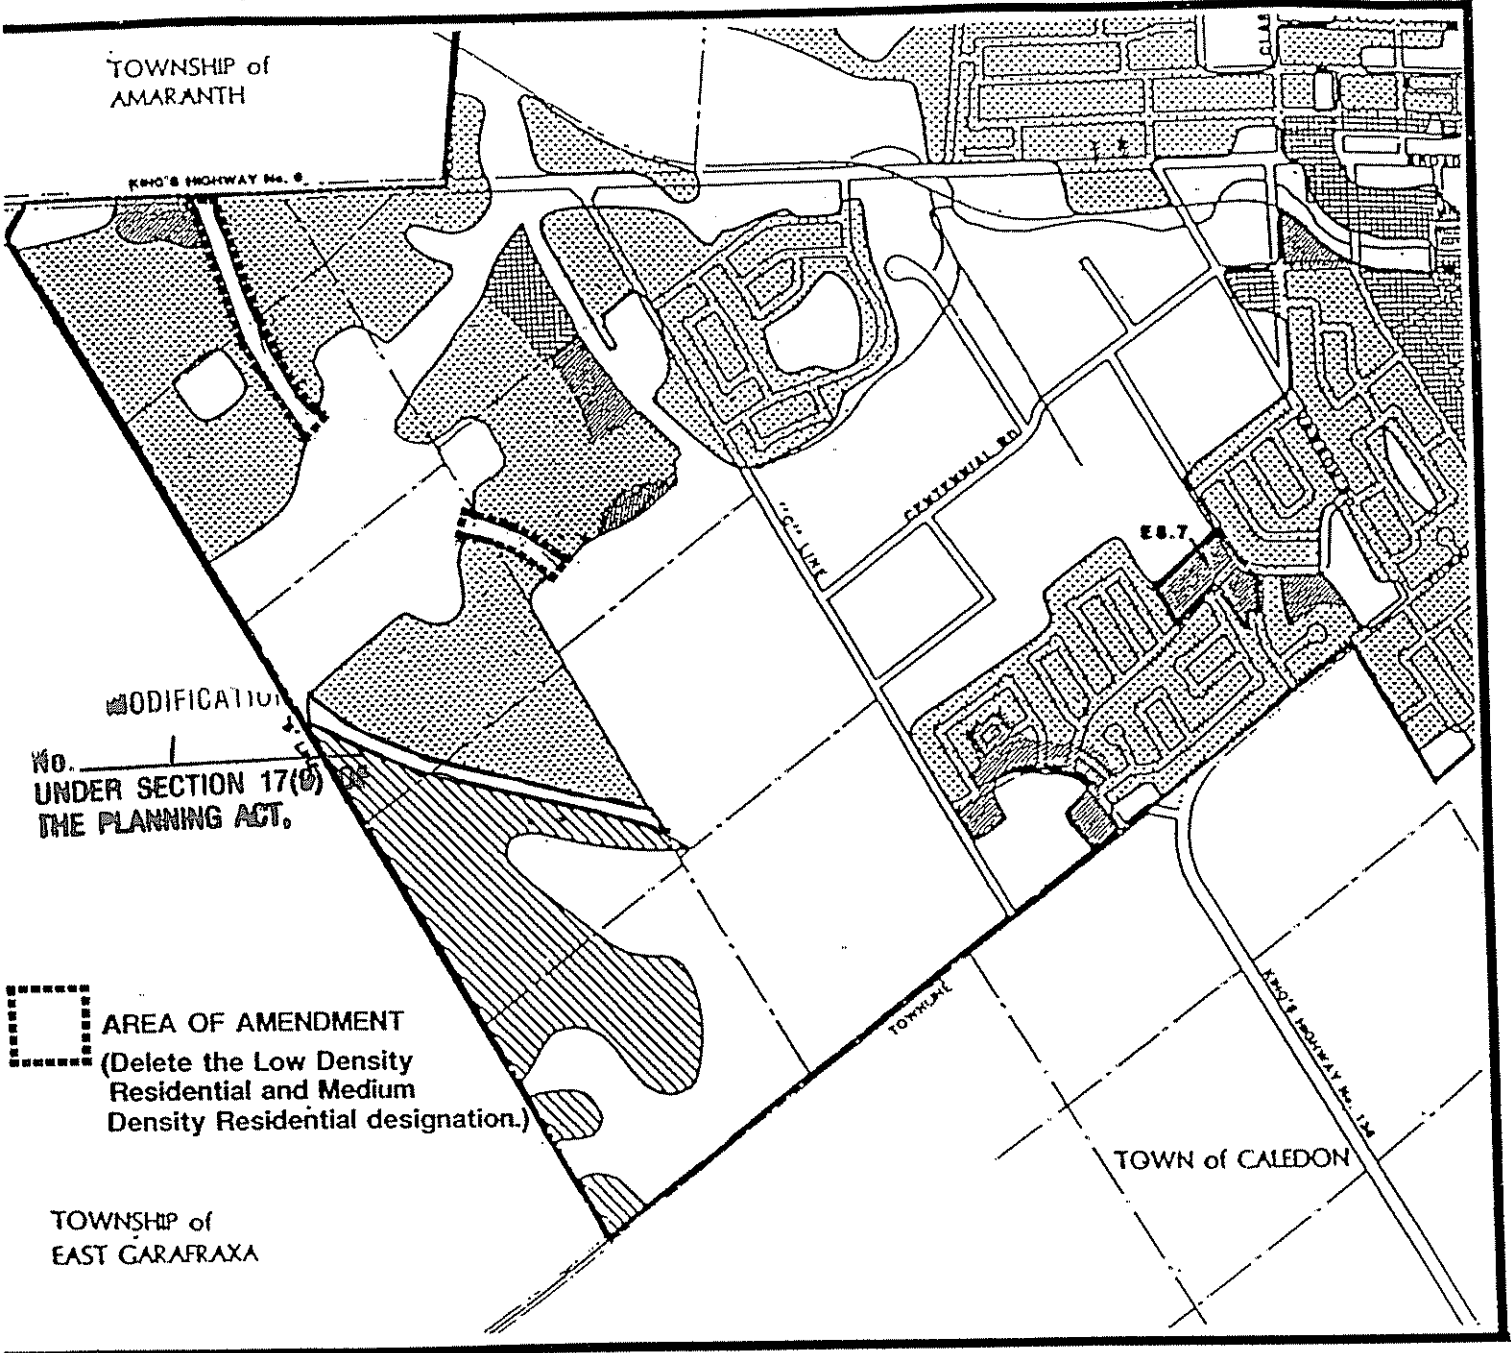 TOWNSHIP of
AMARANTH
KING'S HIGHWAY No. 9
CENTENNIAL RD
"C" LINE
E8.7
MODIFICATION
No. 1
UNDER SECTION 17(9) OF
THE PLANNING ACT.
AREA OF AMENDMENT
(Delete the Low Density
Residential and Medium
Density Residential designation.)
TOWNLINE
KING'S HIGHWAY No. 136
TOWN of CALEDON
TOWNSHIP of
EAST GARAFRAXA